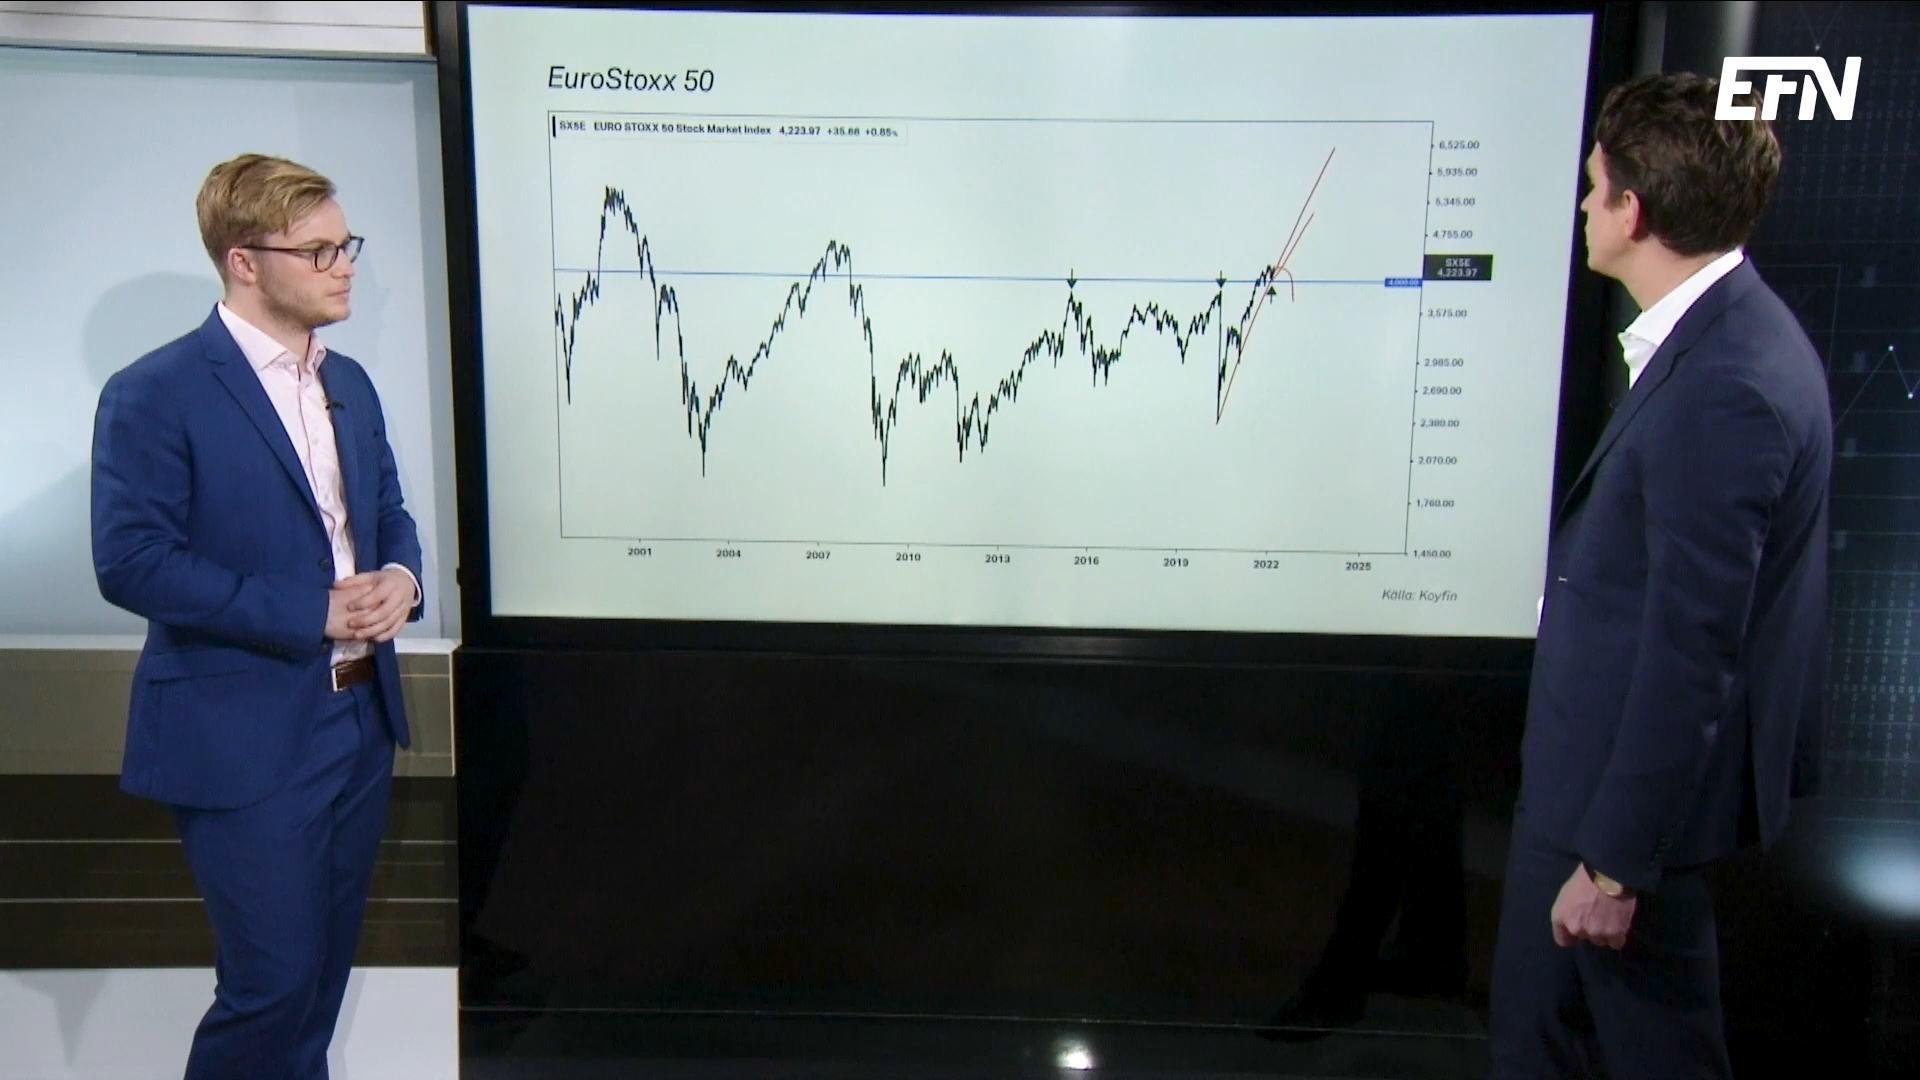 EFN
EuroStoxx 50
SX5E EURO STOXX 50 Stock Market Index 4,223.97 +35.66 +0.85%
6,525.00
5,935.00
5,345.00
4,755.00
SX5E
4,223.97
4,000.00
3,575.00
2,985.00
2,690.00
2,380.00
2,070.00
1,760.00
1,450.00
2001 2004 2007 2010 2013 2016 2019 2022 2025
Källa: Koyfin